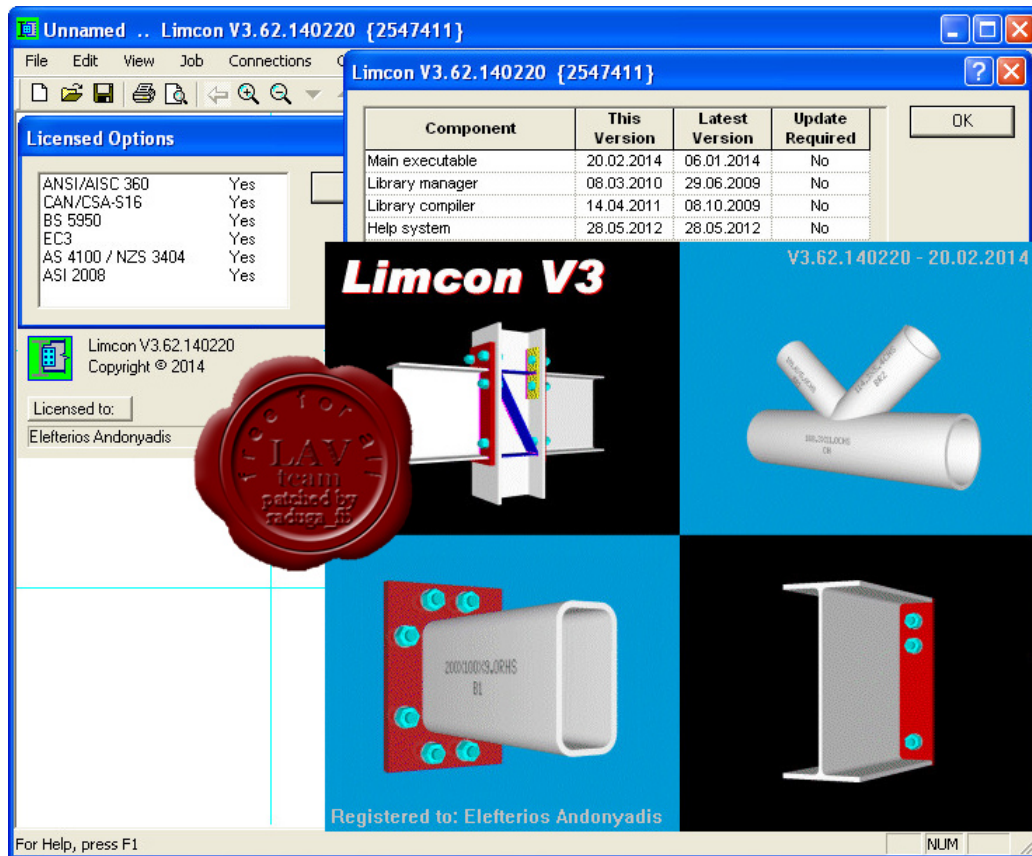 Unnamed .. Limcon V3.62.140220 {2547411}
File Edit View Job Connections
Limcon V3.62.140220 {2547411}
Component This Version Latest Version Update Required
OK
Main executable 20.02.2014 06.01.2014 No
Library manager 08.03.2010 29.06.2009 No
Library compiler 14.04.2011 08.10.2009 No
Help system 28.05.2012 28.05.2012 No
Licensed Options
ANSI/AISC 360 Yes
CAN/CSA-S16 Yes
BS 5950 Yes
EC3 Yes
AS 4100 / NZS 3404 Yes
ASI 2008 Yes
Limcon V3.62.140220
Copyright © 2014
Licensed to:
Elefterios Andonyadis
free for all
LAV
team
patched by
raduga_fb
Limcon V3
V3.62.140220 - 20.02.2014
200X100X9.0RHS
B1
Registered to: Elefterios Andonyadis
For Help, press F1
NUM